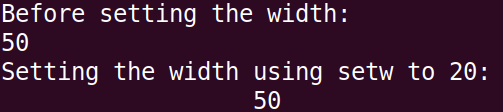 Before setting the width:
50
Setting the width using setw to 20:
                  50